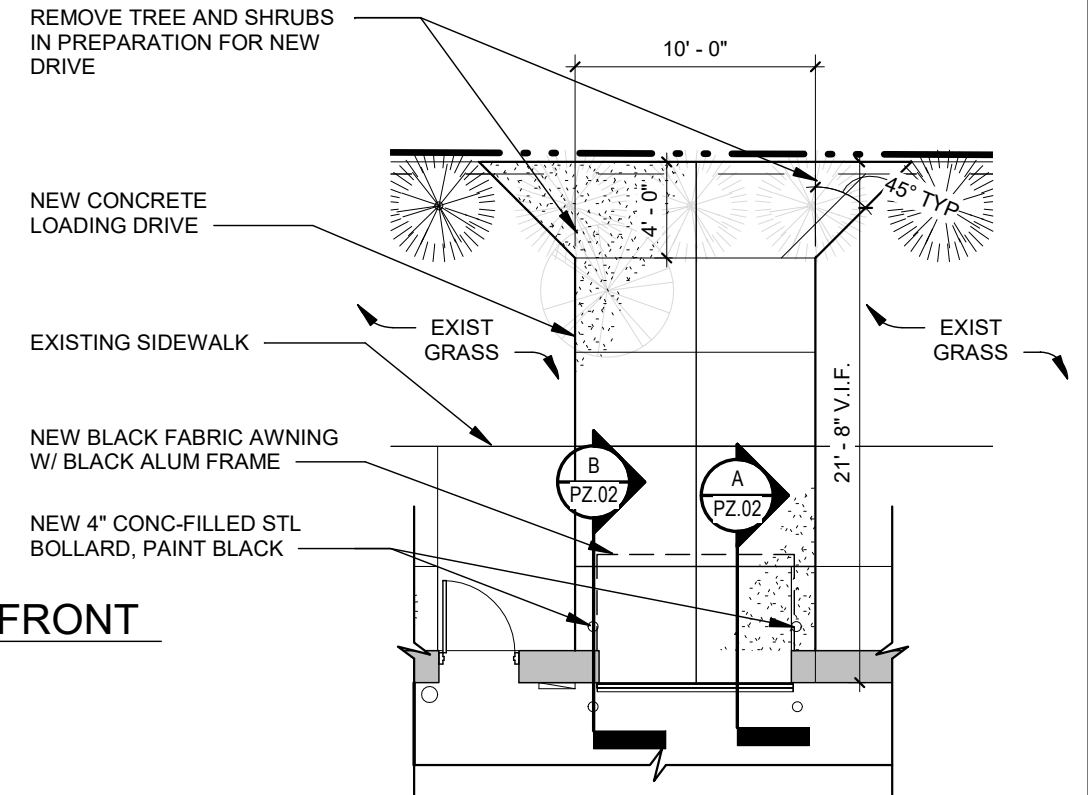 REMOVE TREE AND SHRUBS
IN PREPARATION FOR NEW
DRIVE
10' - 0"
NEW CONCRETE
LOADING DRIVE
4' - 0"
45° TYP
EXISTING SIDEWALK
EXIST
GRASS
EXIST
GRASS
21' - 8" V.I.F.
NEW BLACK FABRIC AWNING
W/ BLACK ALUM FRAME
B
PZ.02
A
PZ.02
NEW 4" CONC-FILLED STL
BOLLARD, PAINT BLACK
FRONT